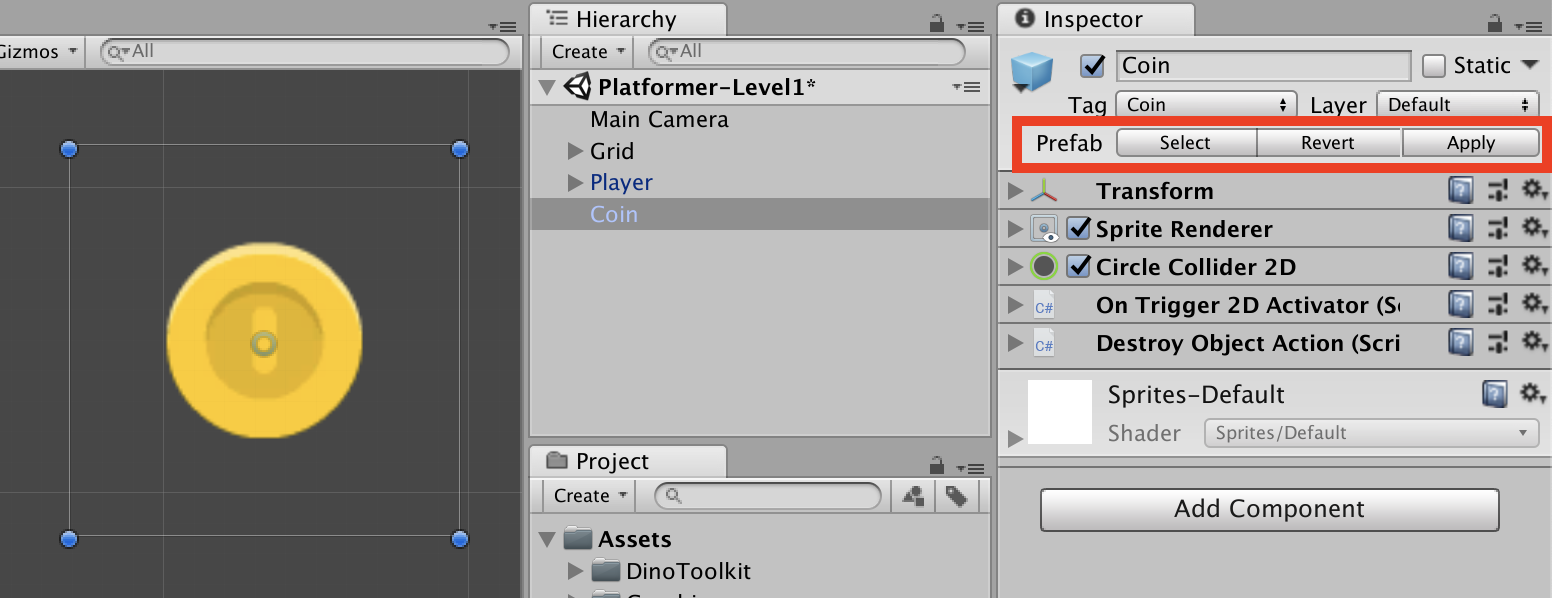 Gizmos
All
Hierarchy
Create
All
Platformer-Level1*
Main Camera
Grid
Player
Coin
Project
Create
Assets
DinoToolkit
Inspector
Coin
Static
Tag
Coin
Layer
Default
Prefab
Select
Revert
Apply
Transform
Sprite Renderer
Circle Collider 2D
C#
On Trigger 2D Activator (Sc
C#
Destroy Object Action (Scri
Sprites-Default
Shader
Sprites/Default
Add Component